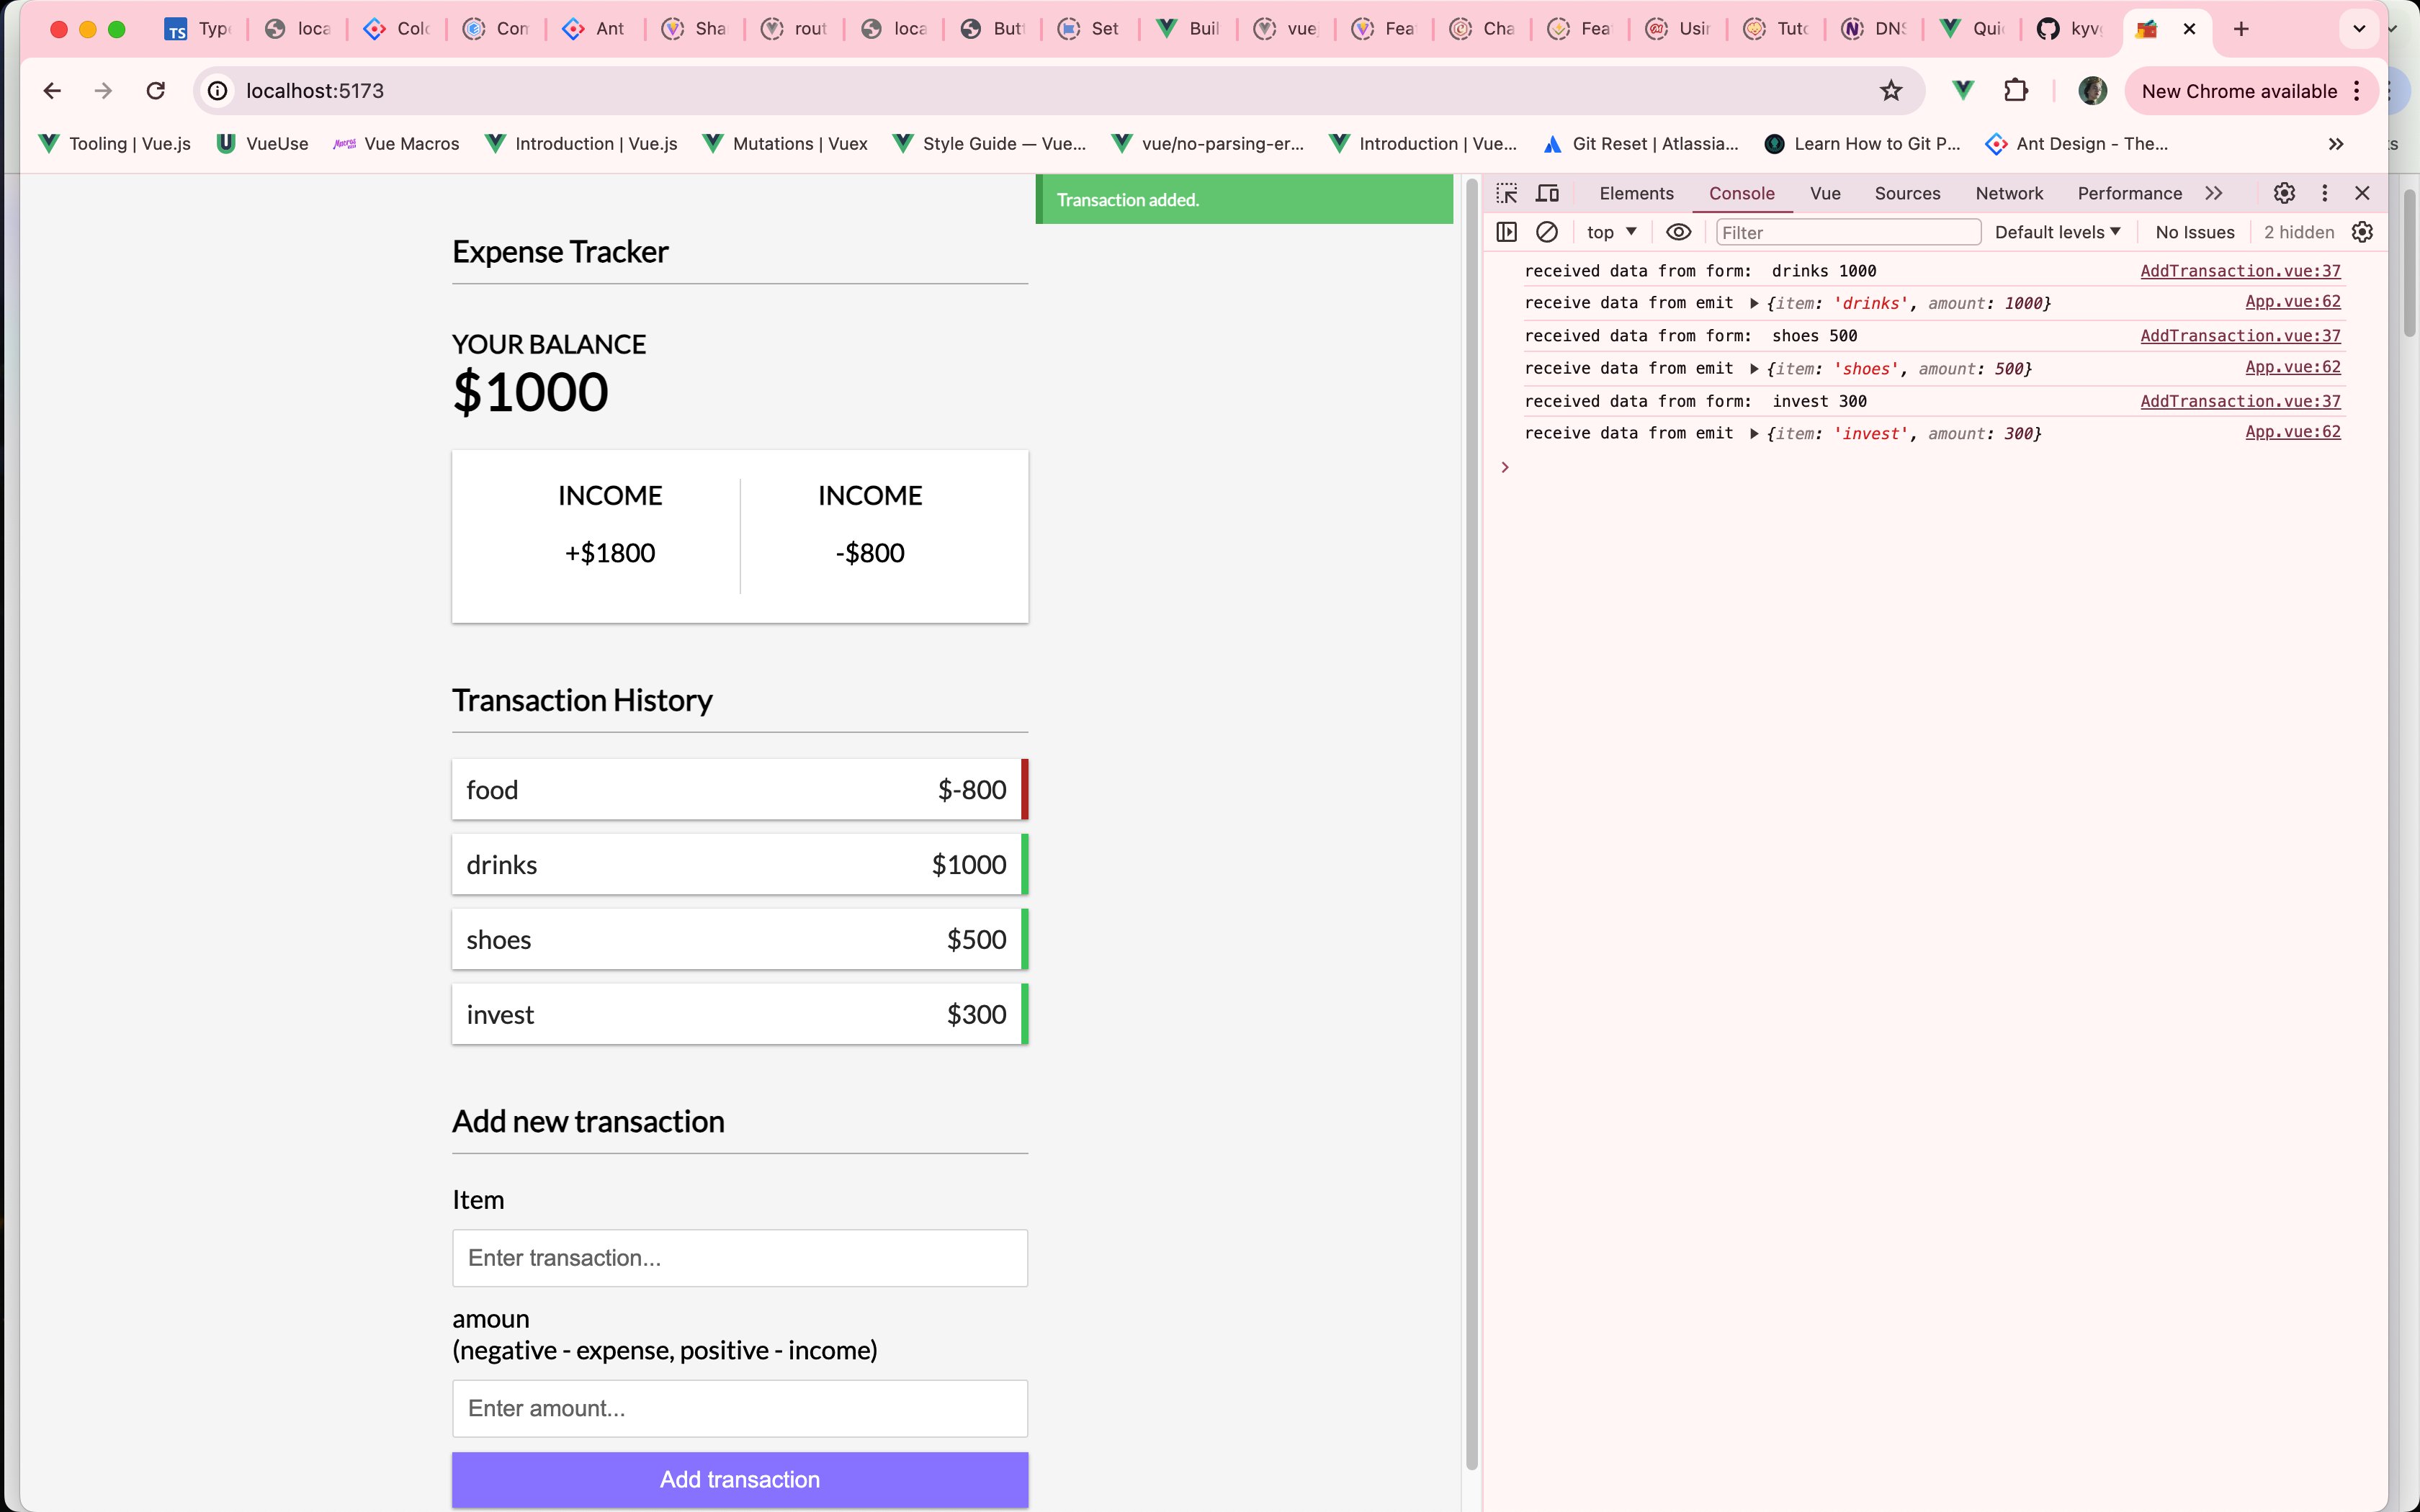 TS Type loca Colo Con Ant Sha rout loca Butt Set Buil vue Feat Cha Feat Usin Tuto DNS Quic kyv
localhost:5173
New Chrome available
Tooling | Vue.js VueUse Vue Macros Introduction | Vue.js Mutations | Vuex Style Guide — Vue... vue/no-parsing-er... Introduction | Vue... Git Reset | Atlassia... Learn How to Git P... Ant Design - The...
Transaction added.
Expense Tracker
YOUR BALANCE
$1000
INCOME INCOME
+$1800 -$800
Transaction History
food $-800
drinks $1000
shoes $500
invest $300
Add new transaction
Item
Enter transaction...
amoun
(negative - expense, positive - income)
Enter amount...
Add transaction
Elements Console Vue Sources Network Performance
top Filter Default levels No Issues 2 hidden
received data from form:  drinks 1000 AddTransaction.vue:37
receive data from emit {item: 'drinks', amount: 1000} App.vue:62
received data from form:  shoes 500 AddTransaction.vue:37
receive data from emit {item: 'shoes', amount: 500} App.vue:62
received data from form:  invest 300 AddTransaction.vue:37
receive data from emit {item: 'invest', amount: 300} App.vue:62